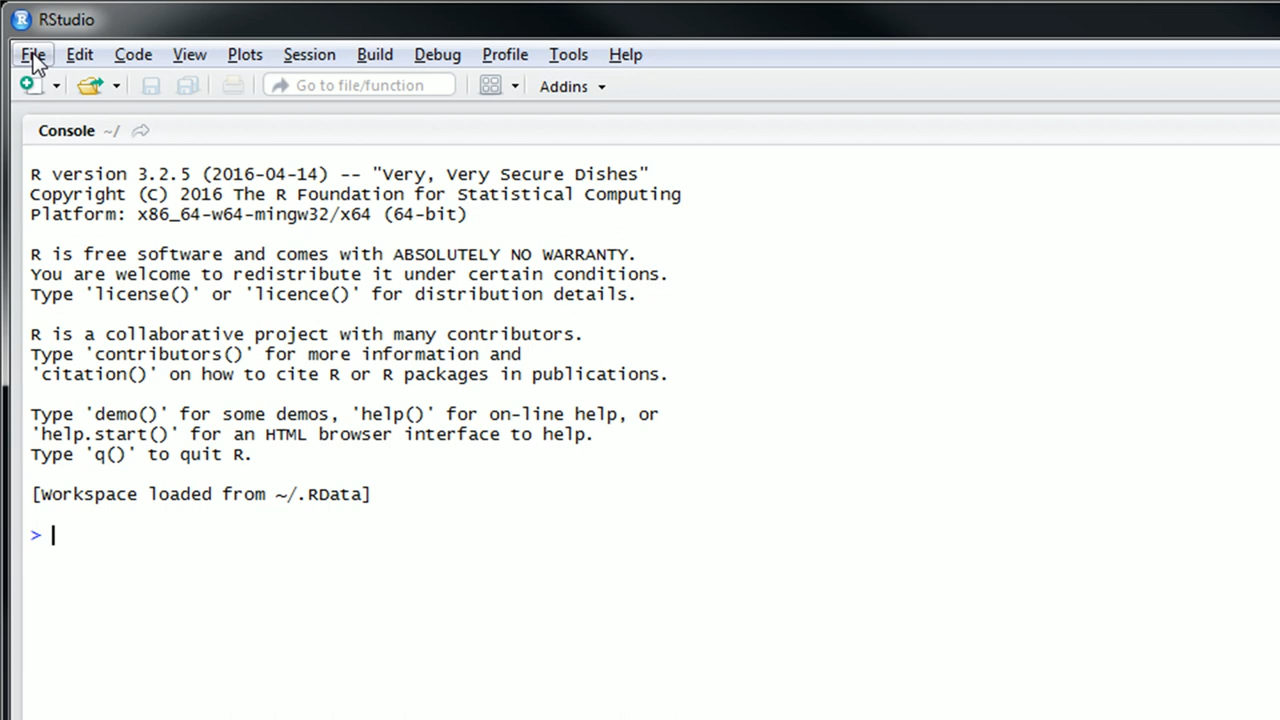 RStudio
File Edit Code View Plots Session Build Debug Profile Tools Help
Go to file/function Addins
Console ~/
R version 3.2.5 (2016-04-14) -- "Very, Very Secure Dishes"
Copyright (C) 2016 The R Foundation for Statistical Computing
Platform: x86_64-w64-mingw32/x64 (64-bit)
R is free software and comes with ABSOLUTELY NO WARRANTY.
You are welcome to redistribute it under certain conditions.
Type 'license()' or 'licence()' for distribution details.
R is a collaborative project with many contributors.
Type 'contributors()' for more information and
'citation()' on how to cite R or R packages in publications.
Type 'demo()' for some demos, 'help()' for on-line help, or
'help.start()' for an HTML browser interface to help.
Type 'q()' to quit R.
[Workspace loaded from ~/.RData]
>